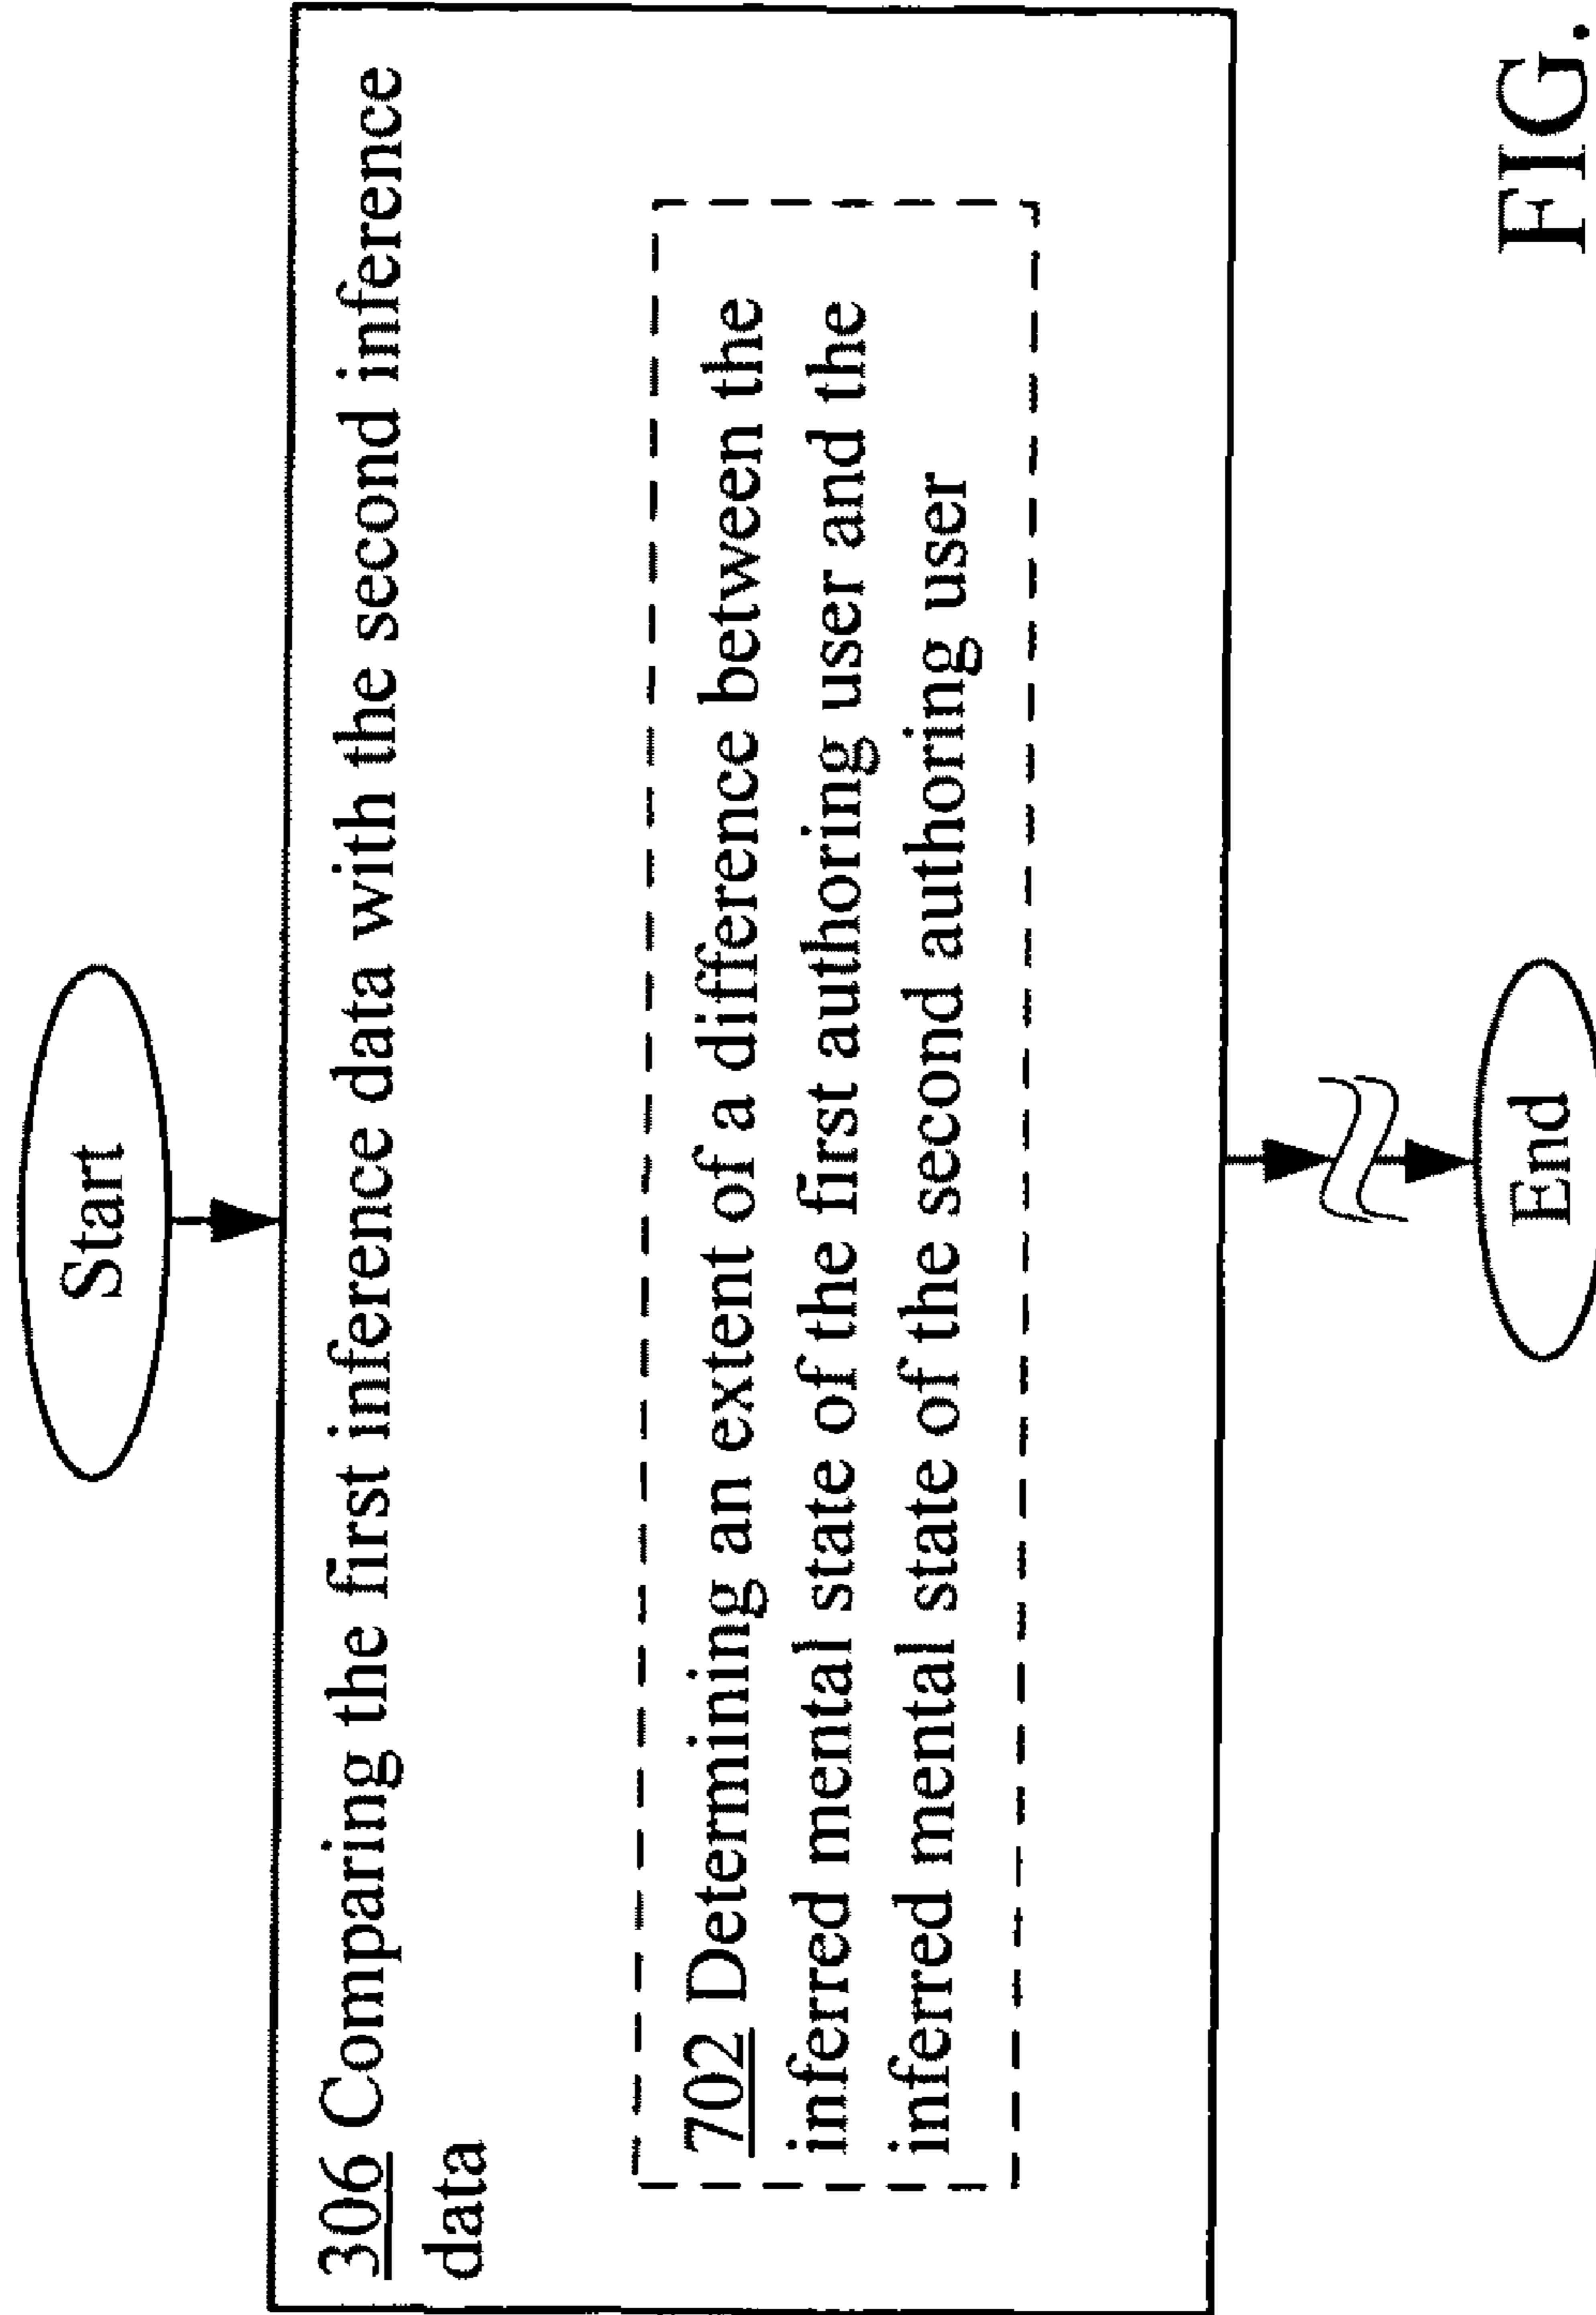 Start
306 Comparing the first inference data with the second inference
data
702 Determining an extent of a difference between the
inferred mental state of the first authoring user and the
inferred mental state of the second authoring user
End
FIG.